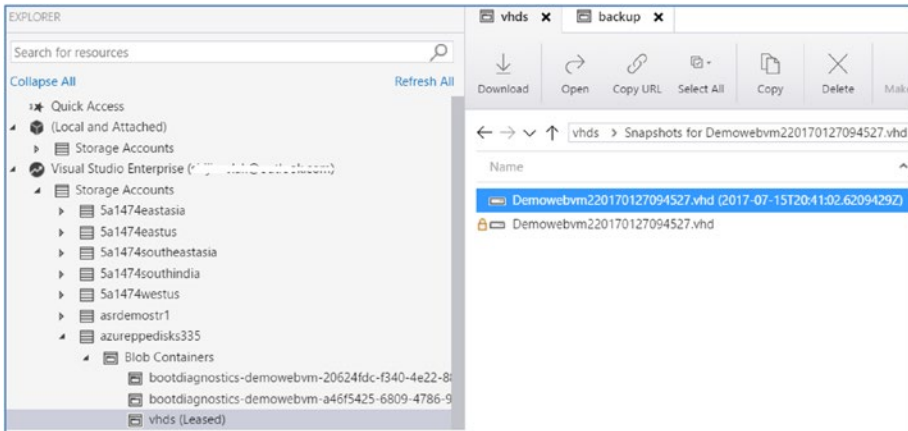 EXPLORER
Search for resources
Collapse All Refresh All
Quick Access
(Local and Attached)
Storage Accounts
Visual Studio Enterprise (
Storage Accounts
5a1474eastasia
5a1474eastus
5a1474southeastasia
5a1474southindia
5a1474westus
asrdemostr1
azureppedisks335
Blob Containers
bootdiagnostics-demowebvm-20624fdc-f340-4e22-88
bootdiagnostics-demowebvm-a46f5425-6809-4786-9
vhds (Leased)
vhds backup
Download Open Copy URL Select All Copy Delete Make
vhds > Snapshots for Demowebvm220170127094527.vhd
Name
Demowebvm220170127094527.vhd (2017-07-15T20:41:02.6209429Z)
Demowebvm220170127094527.vhd